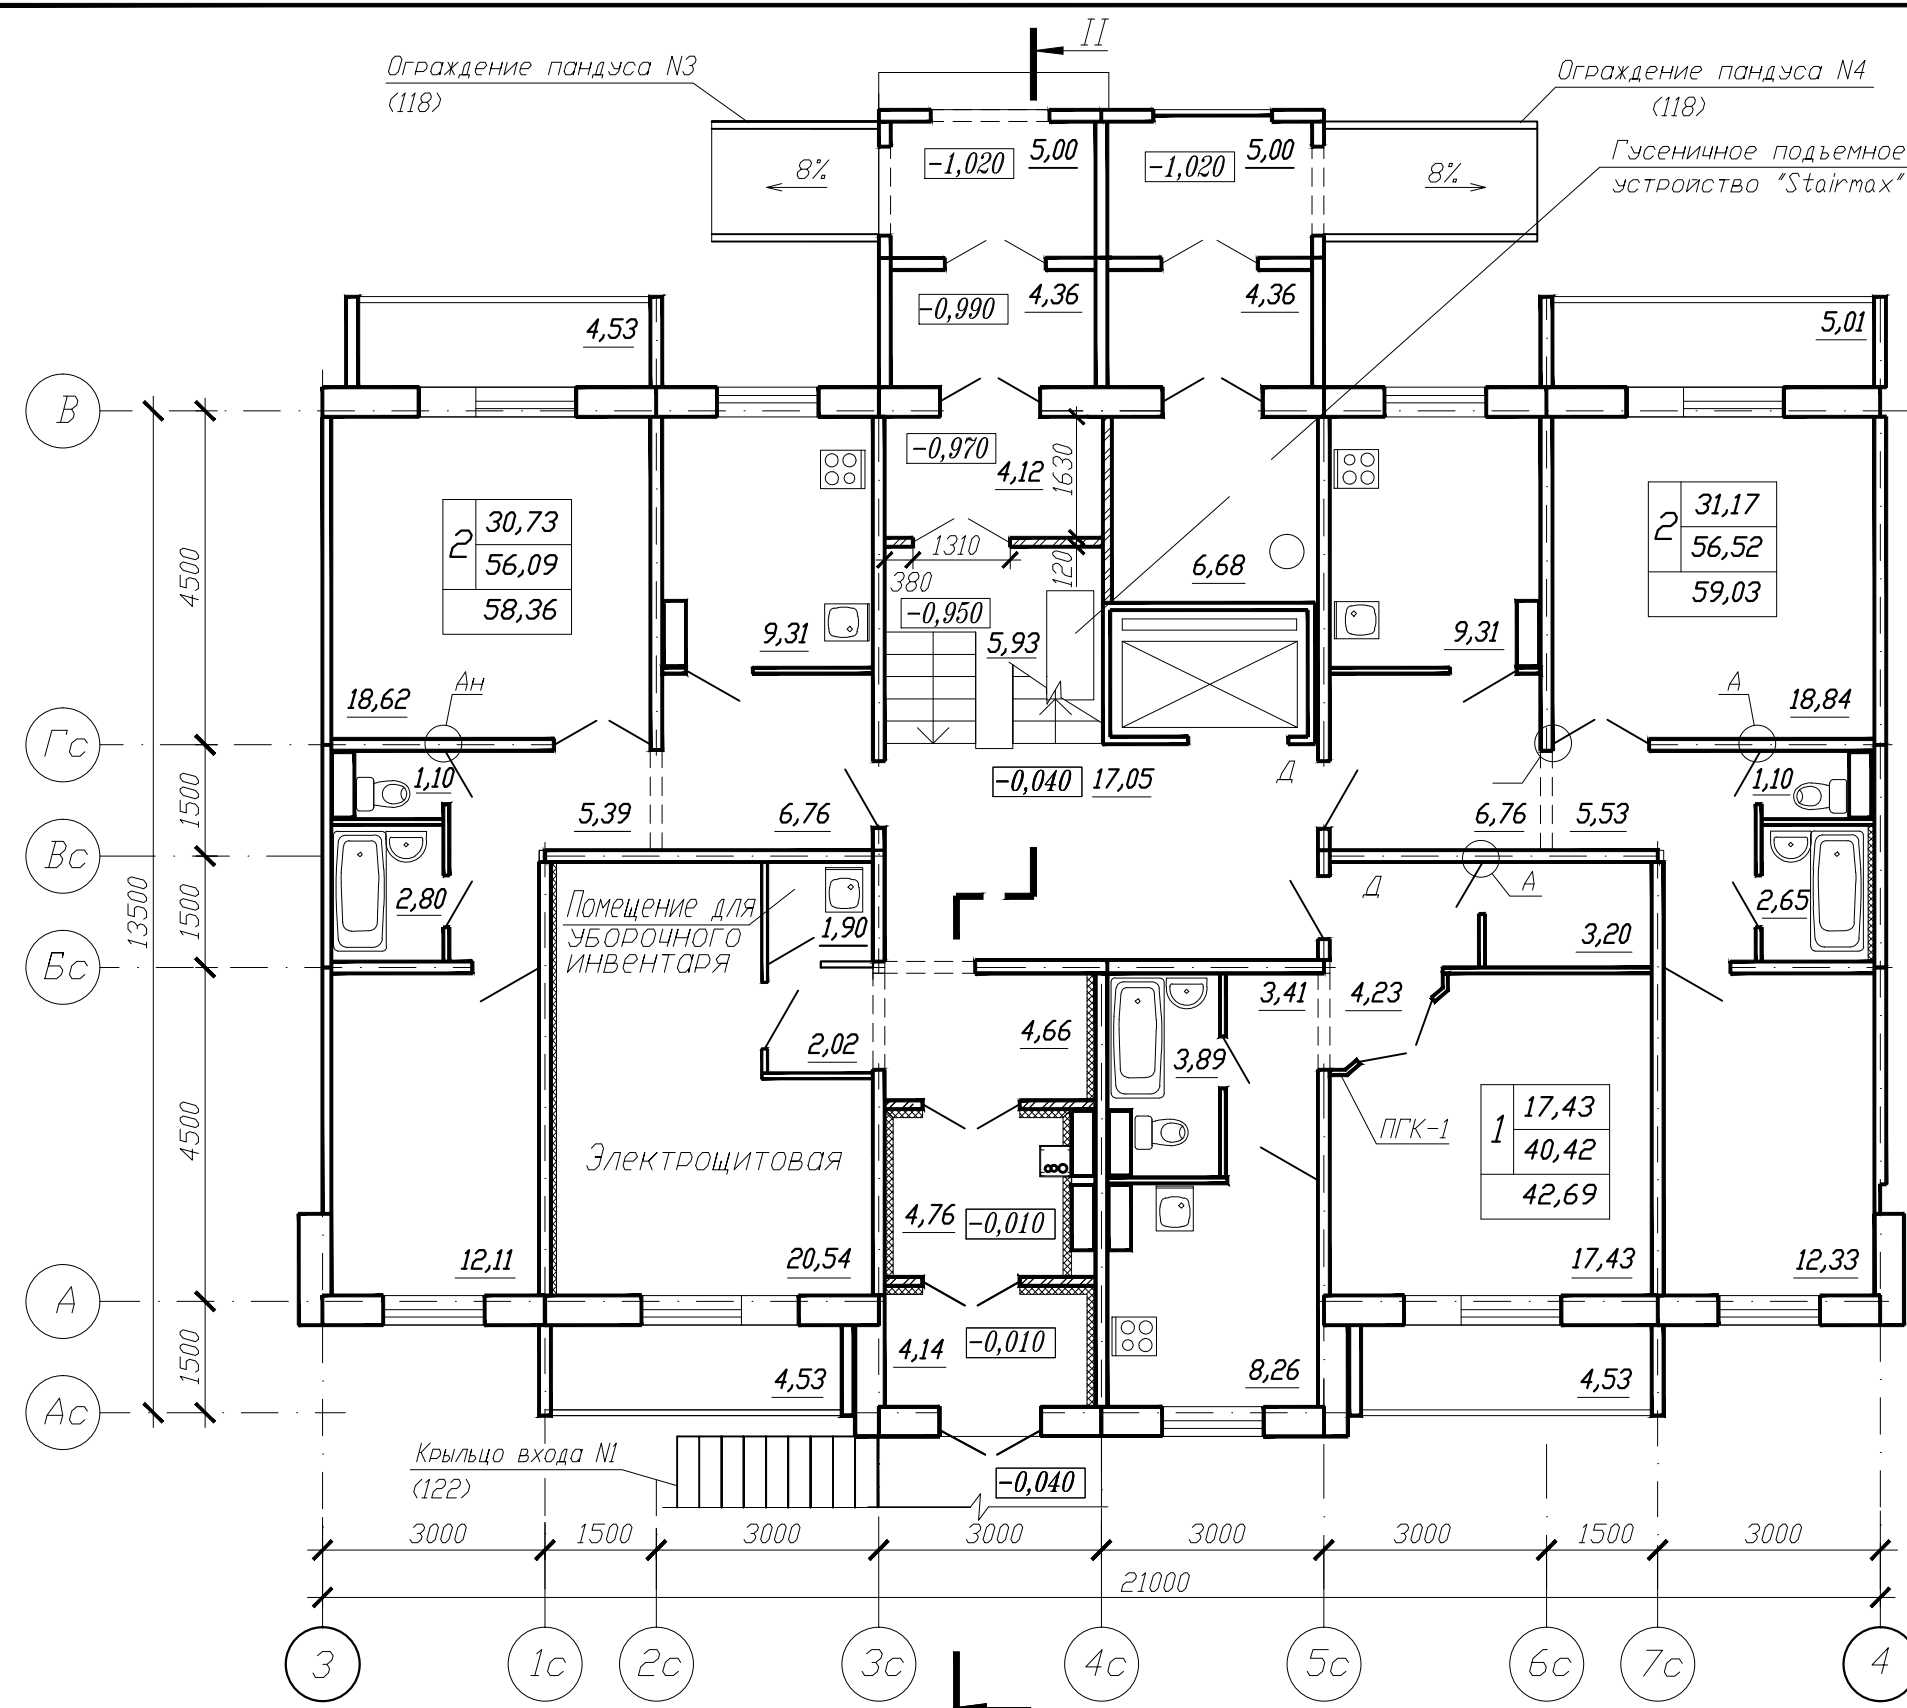 II
Ограждение пандуса N3
(118)
Ограждение пандуса N4
(118)
Гусеничное подъемное
устройство "Stairmax"
8%
-1,020
5,00
-1,020
5,00
8%
-0,990
4,36
4,36
4,53
5,01
В
-0,970
4,12
1630
2
30,73
56,09
58,36
2
31,17
56,52
59,03
1310
380
120
6,68
4500
-0,950
5,93
9,31
9,31
18,62
Ан
А
18,84
Гс
1,10
-0,040
17,05
Д
1,10
1500
5,39
6,76
6,76
5,53
Вс
13500
2,80
Помещение для
уборочного
инвентаря
1,90
Д
А
2,65
1500
3,20
Бс
3,41
4,23
2,02
4,66
3,89
4500
Электрощитовая
ПГК-1
1
17,43
40,42
42,69
4,76
-0,010
12,11
20,54
17,43
12,33
А
4,14
-0,010
1500
4,53
8,26
4,53
Ас
Крыльцо входа N1
(122)
-0,040
3000
1500
3000
3000
3000
3000
1500
3000
21000
3
1с
2с
3с
4с
5с
6с
7с
4